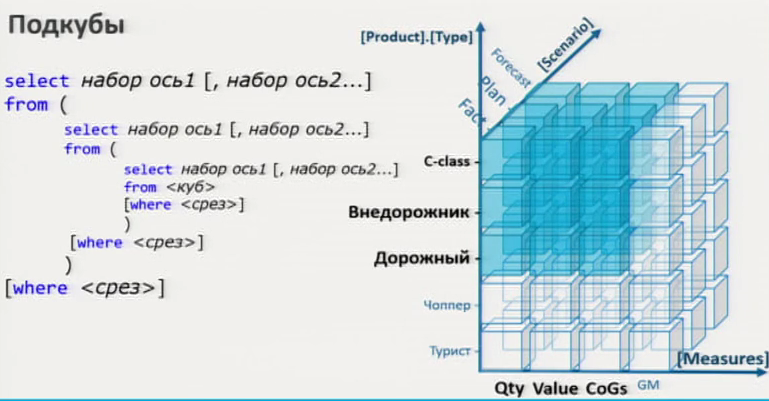 Подкубы
select набор ось1 [, набор ось2...]
from (
select набор ось1 [, набор ось2...]
from (
select набор ось1 [, набор ось2...]
from <куб>
[where <срез>]
)
[where <срез>]
)
[where <срез>]
[Product].[Type]
[Scenario]
Forecast
Plan
Fact
C-class
Внедорожник
Дорожный
Чоппер
Турист
[Measures]
Qty Value CoGs GM